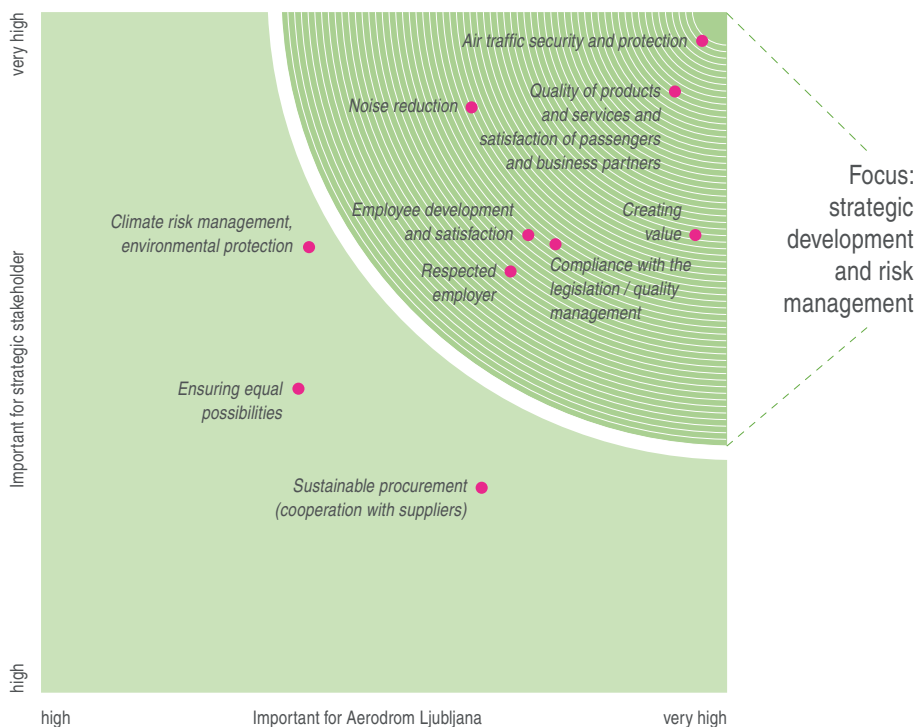 very high
Important for strategic stakeholder
high
Air traffic security and protection
Noise reduction
Quality of products
and services and
satisfaction of passengers
and business partners
Climate risk management,
environmental protection
Employee development
and satisfaction
Creating
value
Respected
employer
Compliance with the
legislation / quality
management
Ensuring equal
possibilities
Sustainable procurement
(cooperation with suppliers)
Focus:
strategic
development
and risk
management
high
Important for Aerodrom Ljubljana
very high